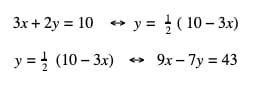 3x + 2y = 10 ↔ y = ½ ( 10 – 3x)
y = ½ (10 – 3x) ↔ 9x – 7y = 43